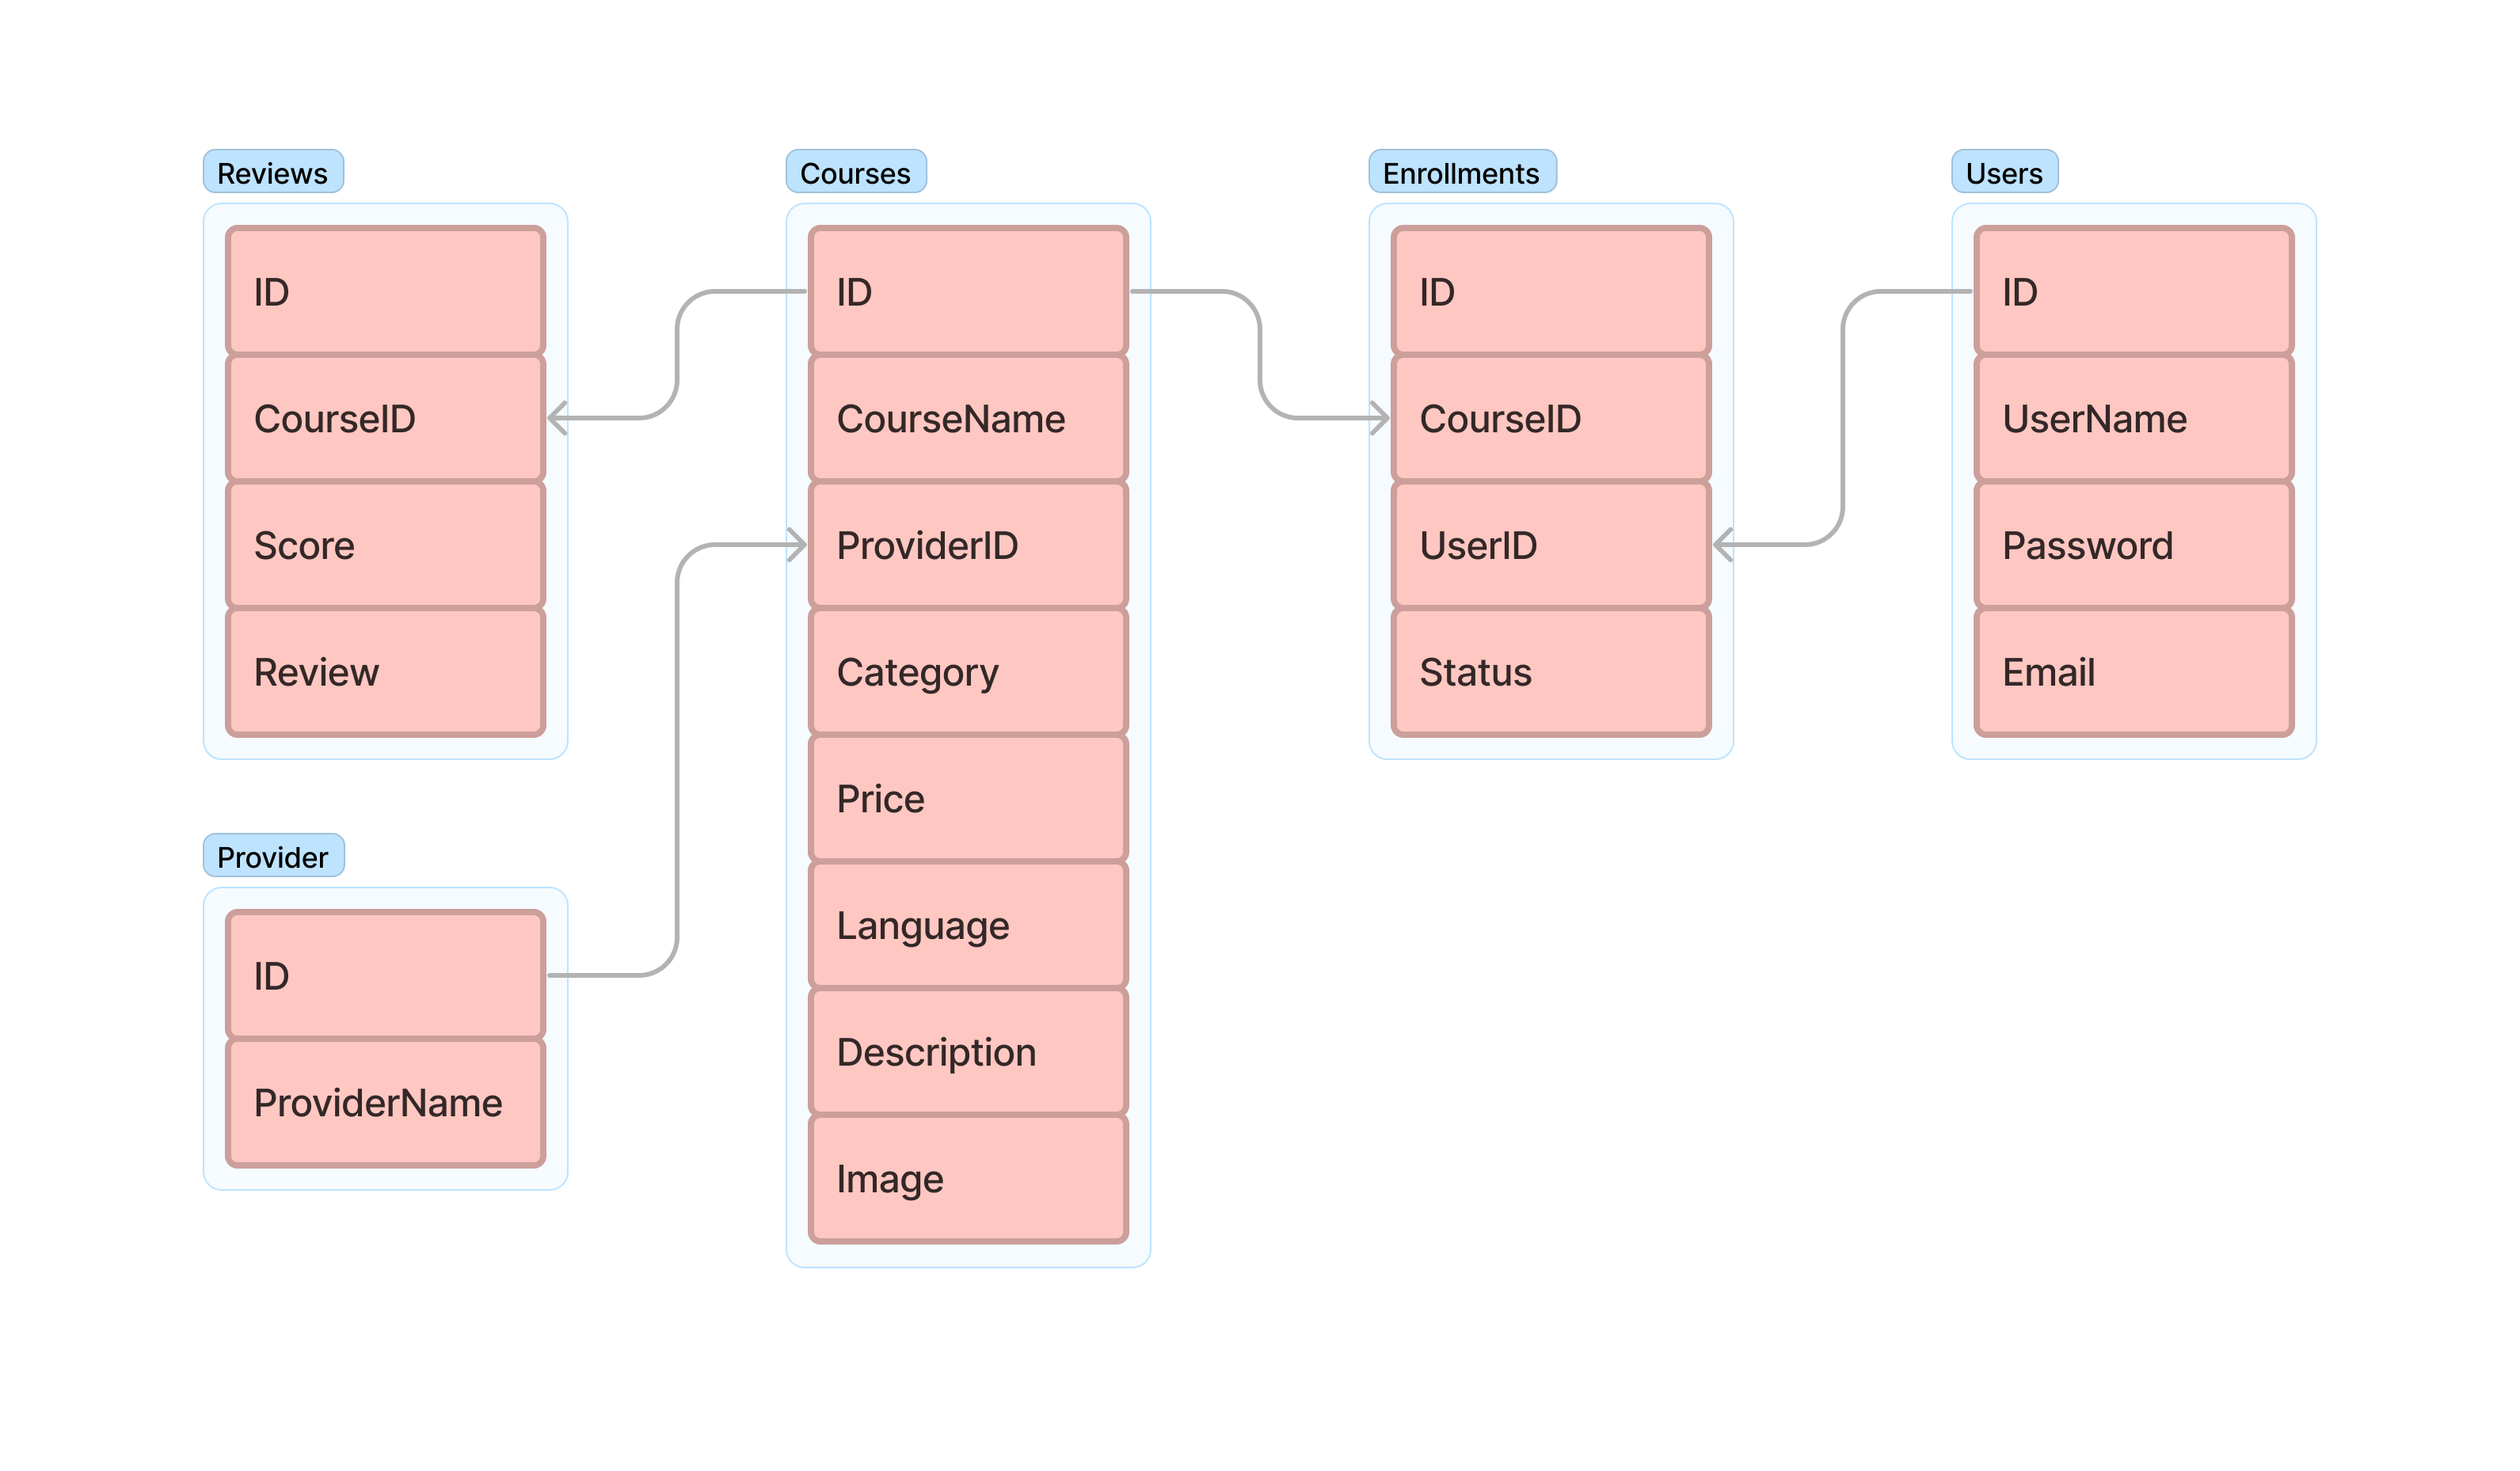 Reviews
ID
CourseID
Score
Review
Provider
ID
ProviderName
Courses
ID
CourseName
ProviderID
Category
Price
Language
Description
Image
Enrollments
ID
CourseID
UserID
Status
Users
ID
UserName
Password
Email